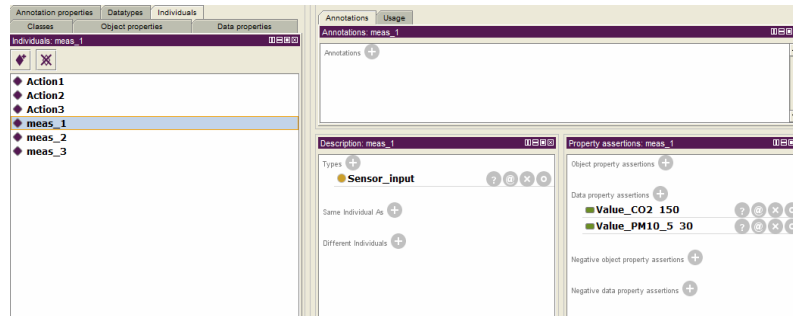 Annotation properties Datatypes Individuals
Classes Object properties Data properties
Individuals: meas_1
Action1
Action2
Action3
meas_1
meas_2
meas_3
Annotations Usage
Annotations: meas_1
Annotations
Description: meas_1
Types
Sensor_input
Same Individual As
Different Individuals
Property assertions: meas_1
Object property assertions
Data property assertions
Value_CO2 150
Value_PM10_5 30
Negative object property assertions
Negative data property assertions